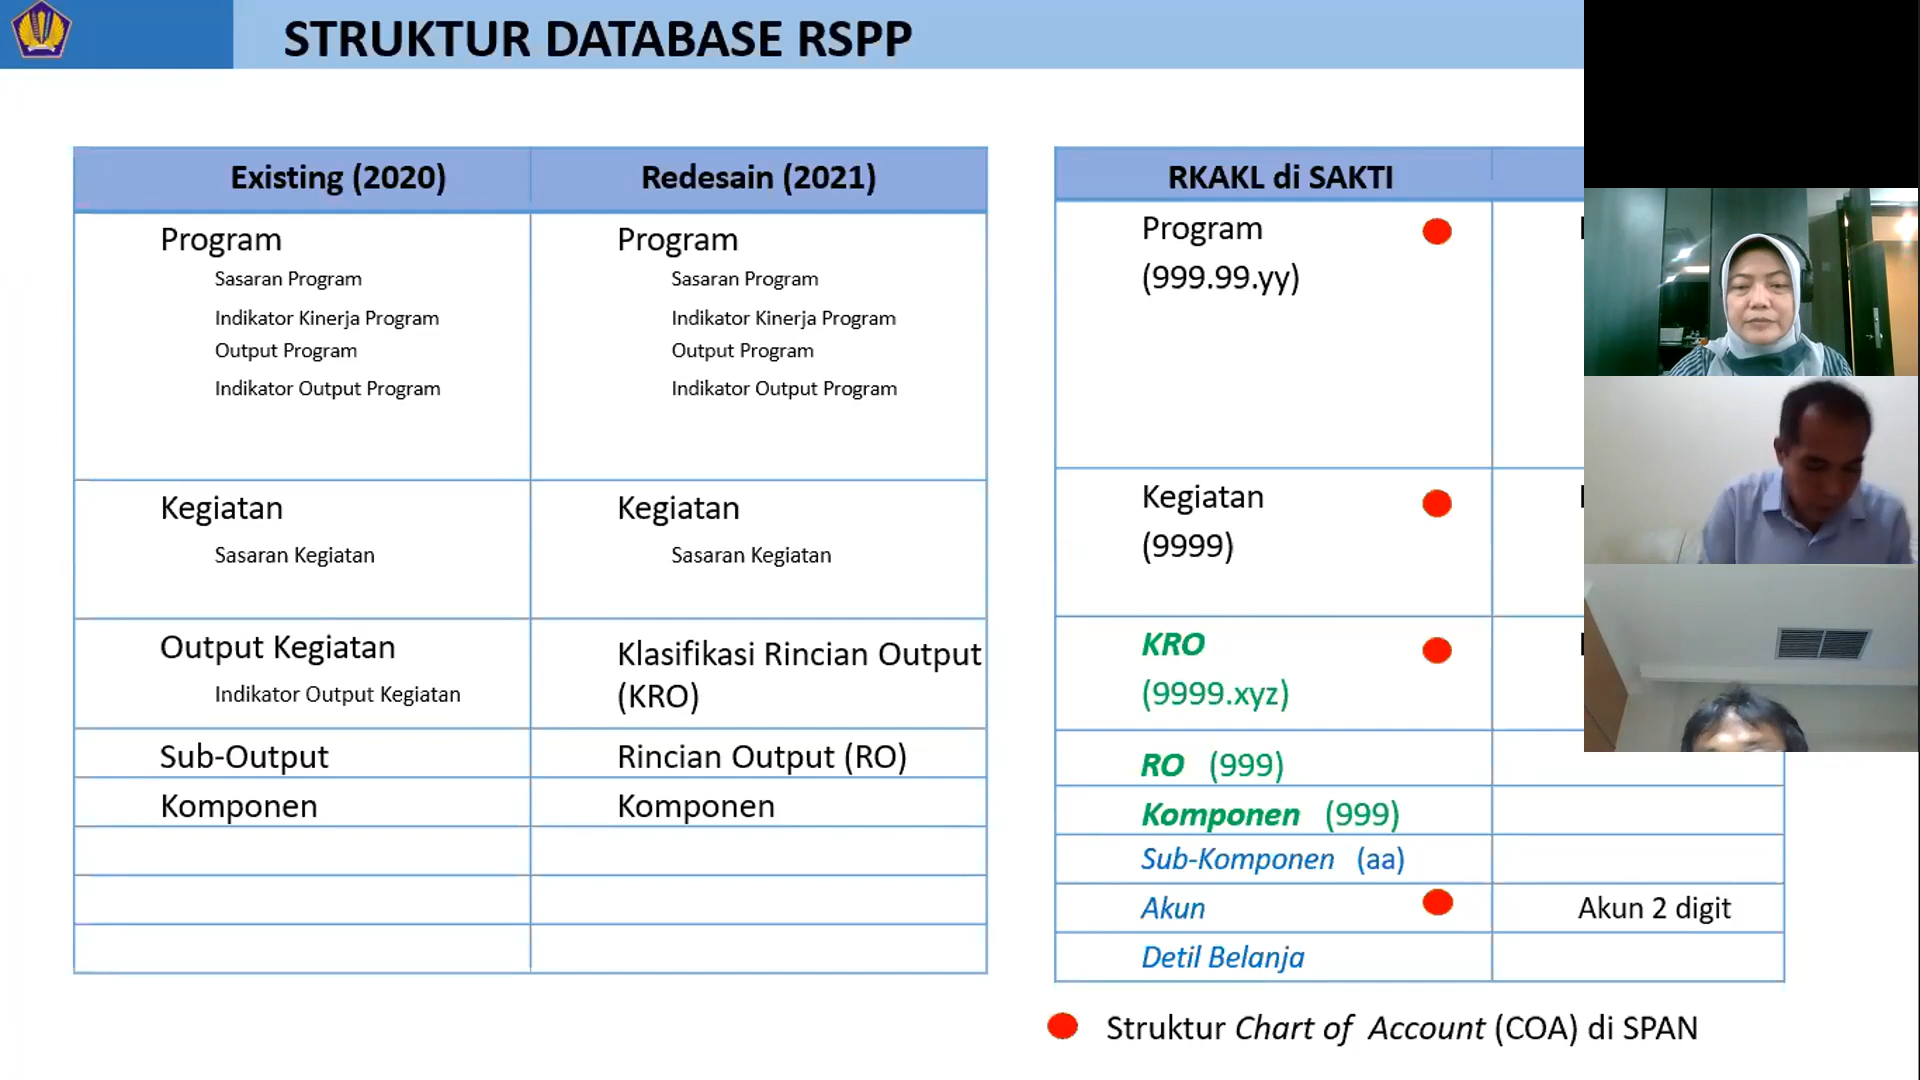 STRUKTUR DATABASE RSPP
Existing (2020)
Redesain (2021)
Program
Sasaran Program
Indikator Kinerja Program
Output Program
Indikator Output Program
Program
Sasaran Program
Indikator Kinerja Program
Output Program
Indikator Output Program
Kegiatan
Sasaran Kegiatan
Kegiatan
Sasaran Kegiatan
Output Kegiatan
Indikator Output Kegiatan
Klasifikasi Rincian Output
(KRO)
Sub-Output
Rincian Output (RO)
Komponen
Komponen
RKAKL di SAKTI
Program
(999.99.yy)
Kegiatan
(9999)
KRO
(9999.xyz)
RO (999)
Komponen (999)
Sub-Komponen (aa)
Akun
Akun 2 digit
Detil Belanja
Struktur Chart of Account (COA) di SPAN